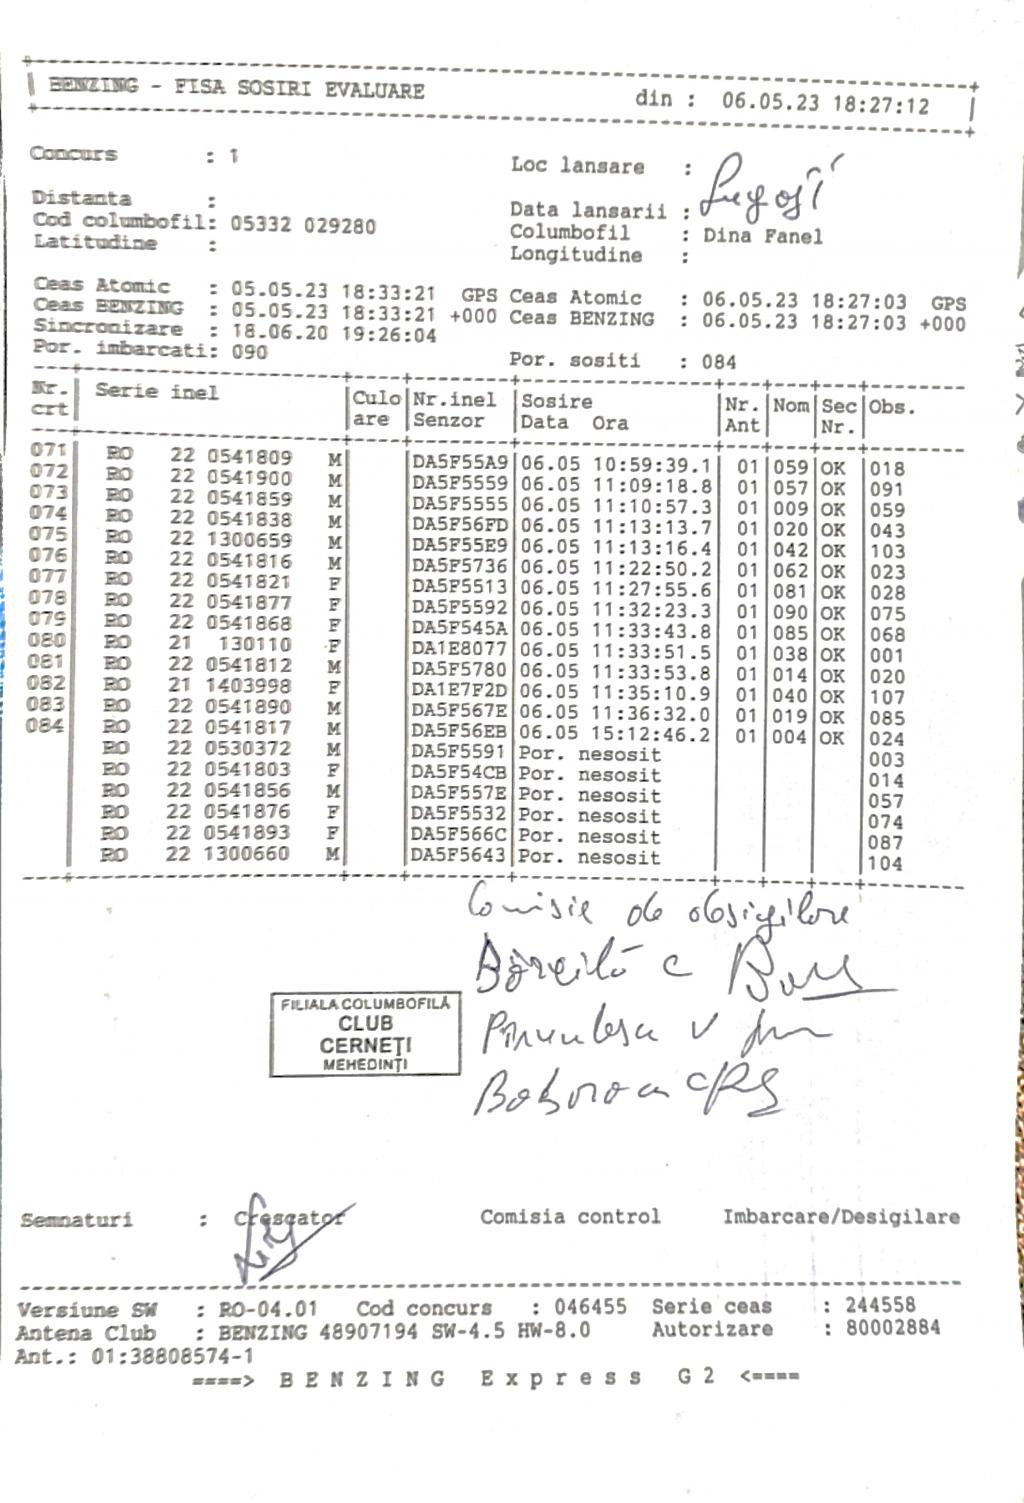 BENZING - FISA SOSIRI EVALUARE din : 06.05.23 18:27:12
Concurs : 1 Loc lansare : Lugoj
Distanta : Data lansarii :
Cod columbofil: 05332 029280 Columbofil : Dina Fanel
Latitudine : Longitudine :
Ceas Atomic : 05.05.23 18:33:21 GPS Ceas Atomic : 06.05.23 18:27:03 GPS
Ceas BENZING : 05.05.23 18:33:21 +000 Ceas BENZING : 06.05.23 18:27:03 +000
Sincronizare : 18.06.20 19:26:04
Por. imbarcati: 090 Por. sositi : 084
Nr. Serie inel Culo Nr.inel Sosire Nr. Nom Sec Obs.
crt are Senzor Data Ora Ant Nr.
071 RO 22 0541809 M DA5F55A9 06.05 10:59:39.1 01 059 OK 018
072 RO 22 0541900 M DA5F5559 06.05 11:09:18.8 01 057 OK 091
073 RO 22 0541859 M DA5F5555 06.05 11:10:57.3 01 009 OK 059
074 RO 22 0541838 M DA5F56FD 06.05 11:13:13.7 01 020 OK 043
075 RO 22 1300659 M DA5F55E9 06.05 11:13:16.4 01 042 OK 103
076 RO 22 0541816 M DA5F5736 06.05 11:22:50.2 01 062 OK 023
077 RO 22 0541821 F DA5F5513 06.05 11:27:55.6 01 081 OK 028
078 RO 22 0541877 F DA5F5592 06.05 11:32:23.3 01 090 OK 075
079 RO 22 0541868 F DA5F545A 06.05 11:33:43.8 01 085 OK 068
080 RO 21 130110 F DA1E8077 06.05 11:33:51.5 01 038 OK 001
081 RO 22 0541812 M DA5F5780 06.05 11:33:53.8 01 014 OK 020
082 RO 21 1403998 F DA1E7F2D 06.05 11:35:10.9 01 040 OK 107
083 RO 22 0541890 M DA5F567E 06.05 11:36:32.0 01 019 OK 085
084 RO 22 0541817 M DA5F56EB 06.05 15:12:46.2 01 004 OK 024
RO 22 0530372 M DA5F5591 Por. nesosit 003
RO 22 0541803 F DA5F54CB Por. nesosit 014
RO 22 0541856 M DA5F557E Por. nesosit 057
RO 22 0541876 F DA5F5532 Por. nesosit 074
RO 22 0541893 F DA5F566C Por. nesosit 087
RO 22 1300660 M DA5F5643 Por. nesosit 104
Comisie de
FILIALA COLUMBOFILĂ
CLUB
CERNEȚI
MEHEDINȚI
Semnaturi : Crescator Comisia control Imbarcare/Desigilare
Versiune SW : RO-04.01 Cod concurs : 046455 Serie ceas : 244558
Antena Club : BENZING 48907194 SW-4.5 HW-8.0 Autorizare : 80002884
Ant.: 01:38808574-1
====> B E N Z I N G E x p r e s s G 2 <====